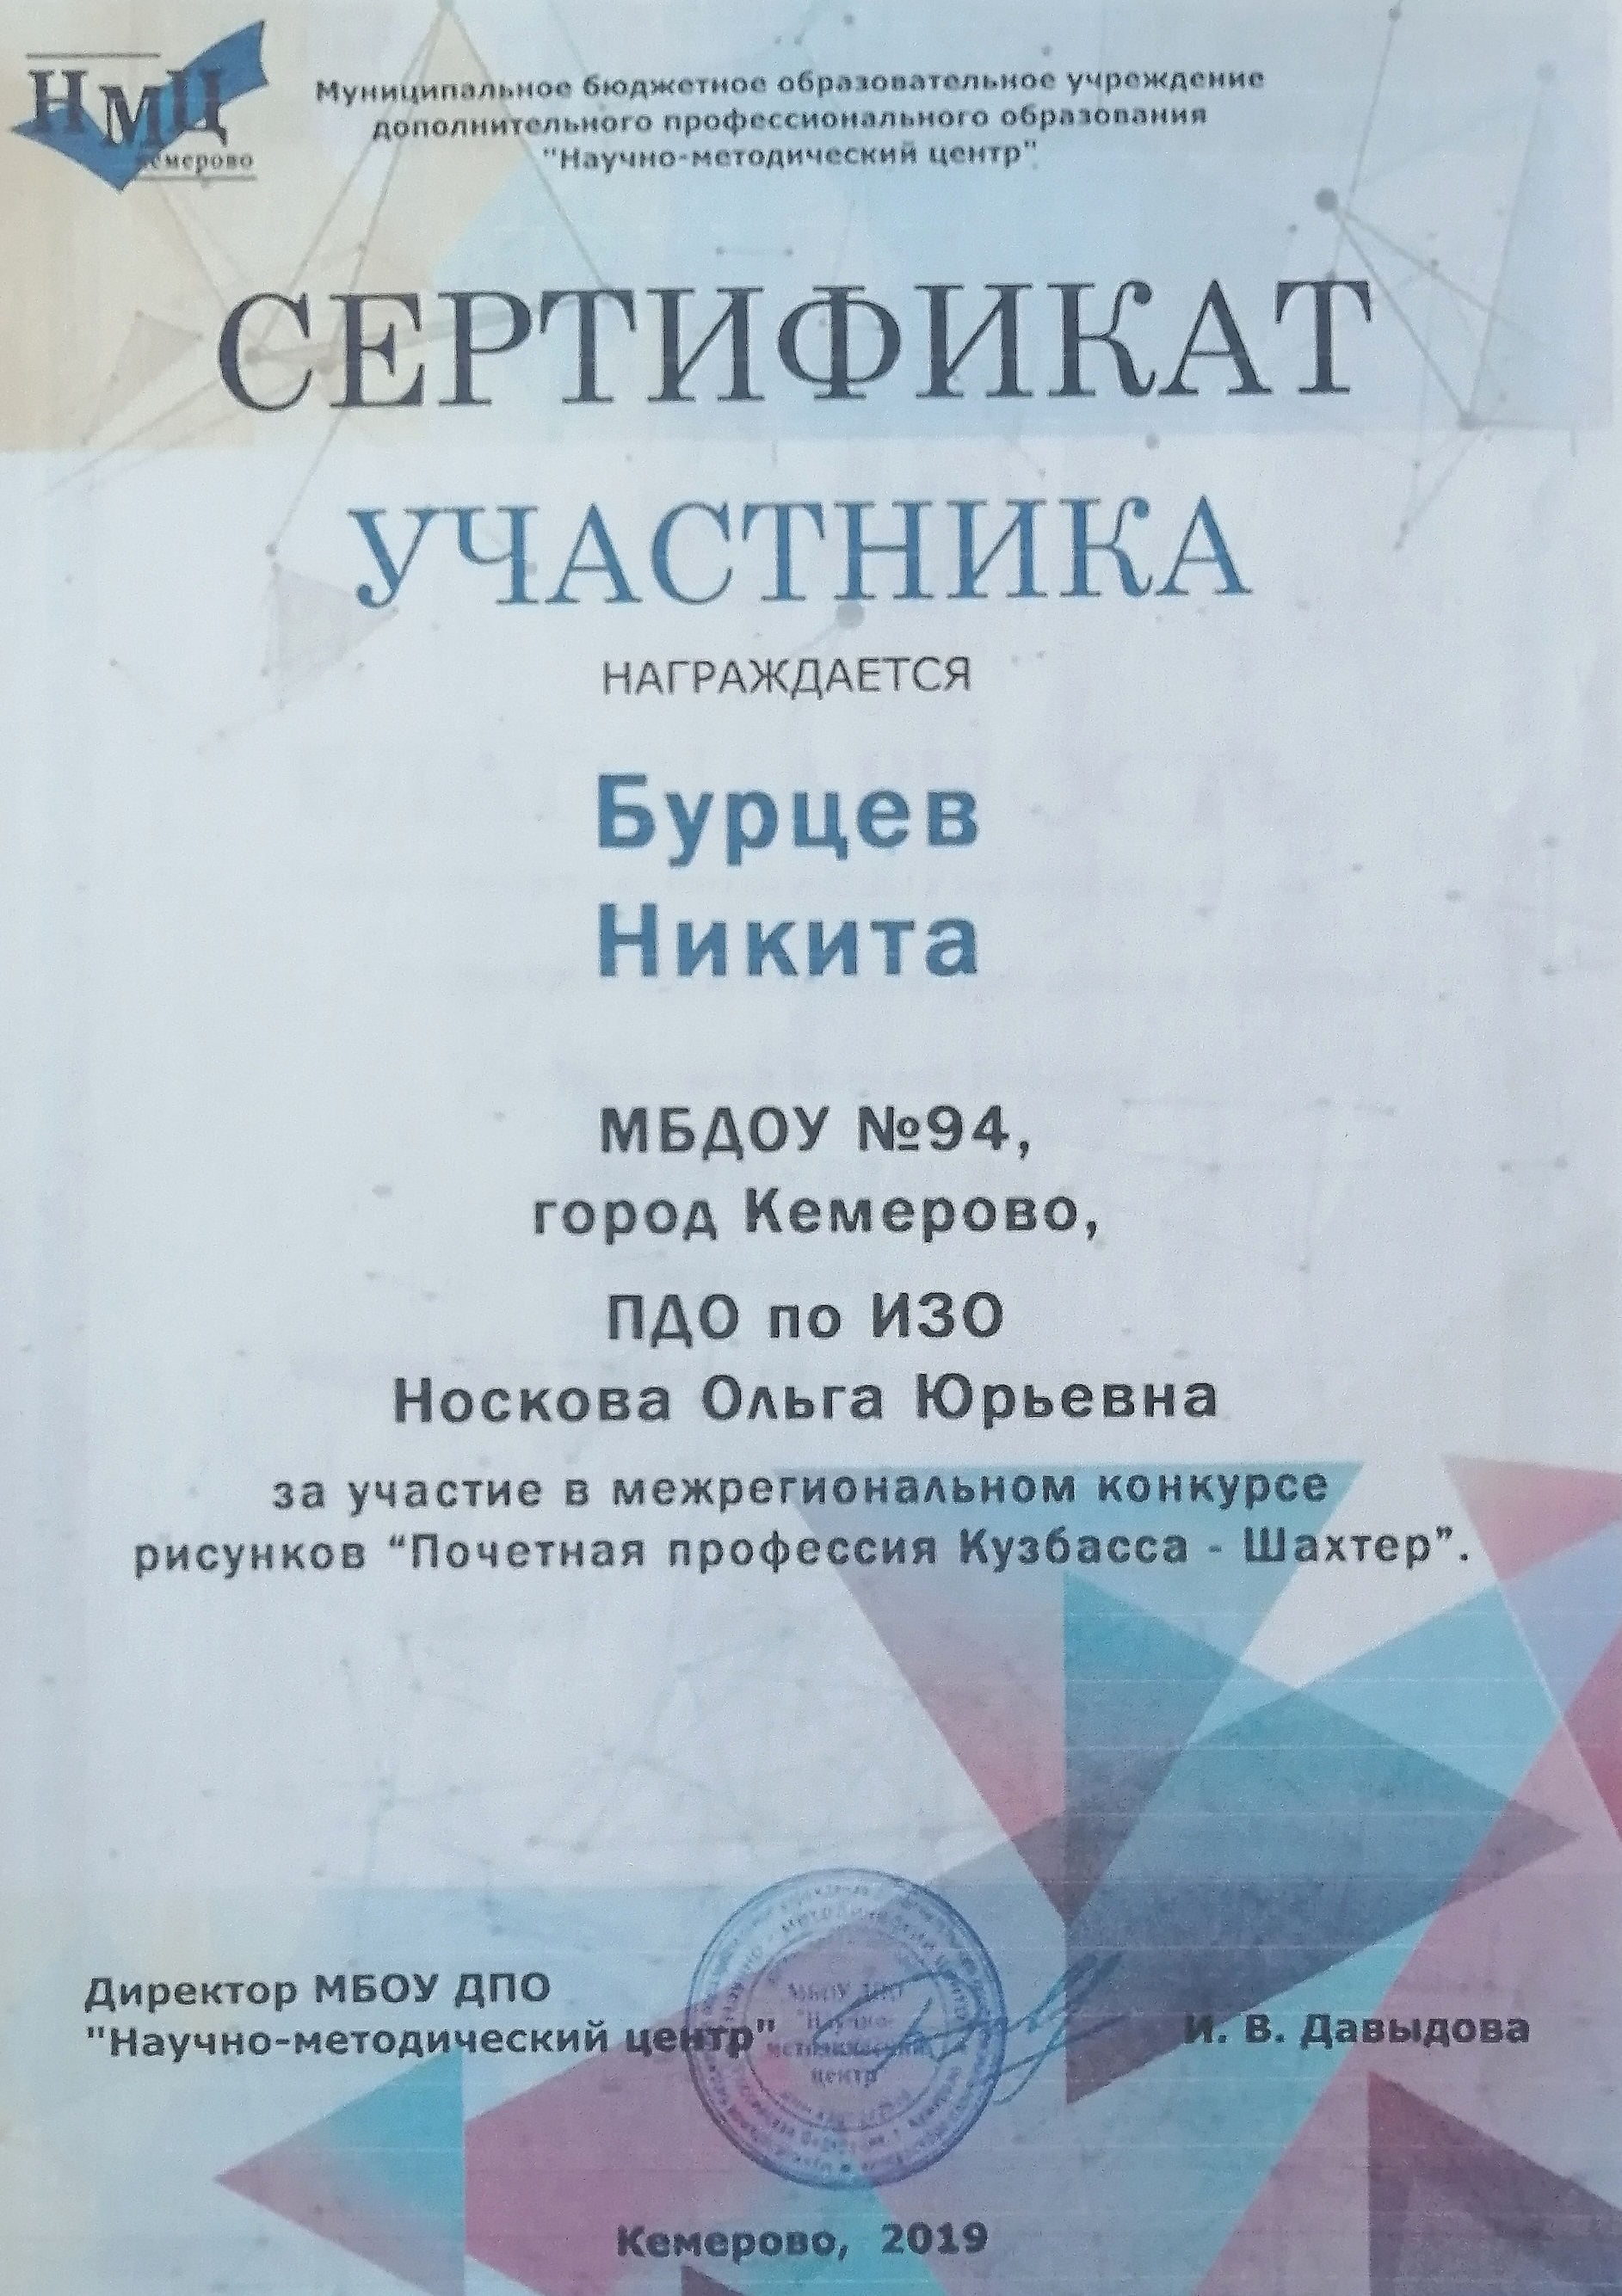 НМЦ
Кемерово
Муниципальное бюджетное образовательное учреждение
дополнительного профессионального образования
"Научно-методический центр"
СЕРТИФИКАТ
УЧАСТНИКА
НАГРАЖДАЕТСЯ
Бурцев
Никита
МБДОУ №94,
город Кемерово,
ПДО по ИЗО
Носкова Ольга Юрьевна
за участие в межрегиональном конкурсе
рисунков “Почетная профессия Кузбасса - Шахтер”.
Директор МБОУ ДПО
"Научно-методический центр"
МБОУ ДПО
"Научно-
методический
центр"
И. В. Давыдова
Кемерово, 2019